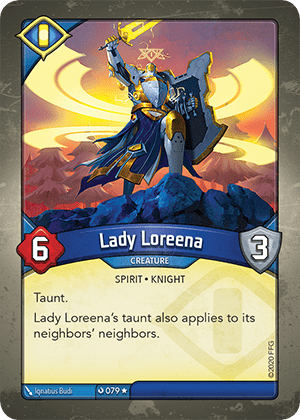 Lady Loreena
CREATURE
6
3
SPIRIT • KNIGHT
Taunt.
Lady Loreena's taunt also applies to its
neighbors' neighbors.
©2020 FFG
Ignatius Budi
079 ★